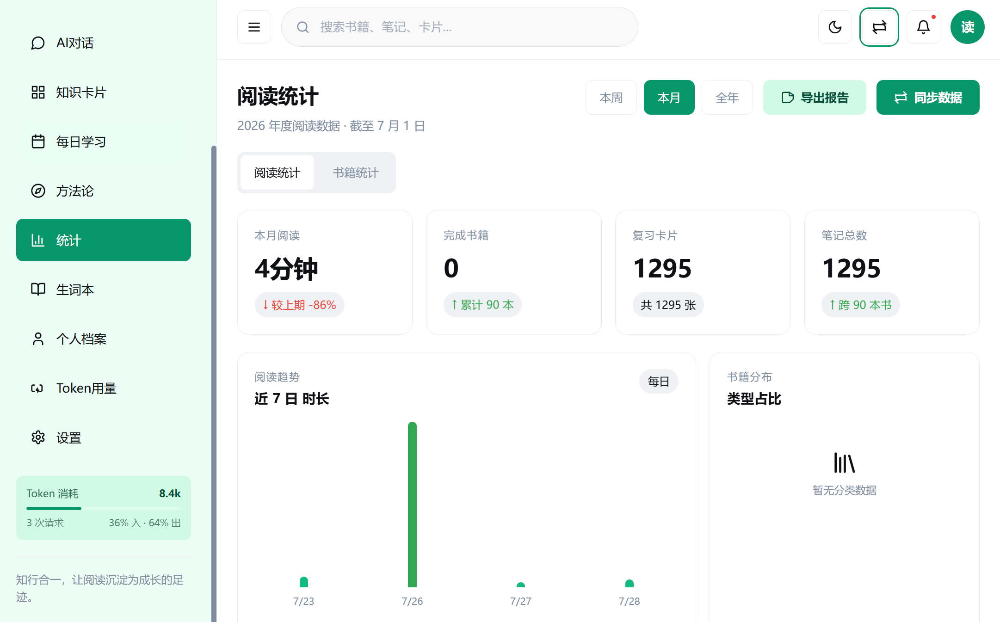 AI对话
知识卡片
每日学习
方法论
统计
生词本
个人档案
Token用量
设置
Token 消耗 8.4k
3 次请求 36% 入 · 64% 出
知行合一，让阅读沉淀为成长的足
迹。
搜索书籍、笔记、卡片...
读
阅读统计
本周 本月 全年 导出报告 同步数据
2026 年度阅读数据 · 截至 7 月 1 日
阅读统计 书籍统计
本月阅读
4分钟
↓ 较上期 -86%
完成书籍
0
↑ 累计 90 本
复习卡片
1295
共 1295 张
笔记总数
1295
↑ 跨 90 本书
阅读趋势
近 7 日 时长
每日
7/23 7/26 7/27 7/28
书籍分布
类型占比
暂无分类数据